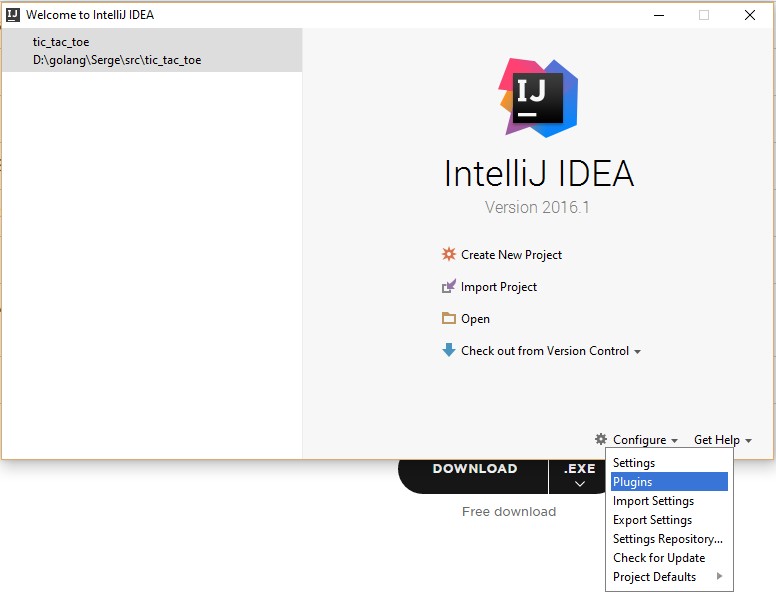 Welcome to IntelliJ IDEA
tic_tac_toe
D:\golang\Serge\src\tic_tac_toe
IJ
IntelliJ IDEA
Version 2016.1
Create New Project
Import Project
Open
Check out from Version Control
Configure
Get Help
Settings
Plugins
Import Settings
Export Settings
Settings Repository...
Check for Update
Project Defaults
DOWNLOAD
.EXE
Free download